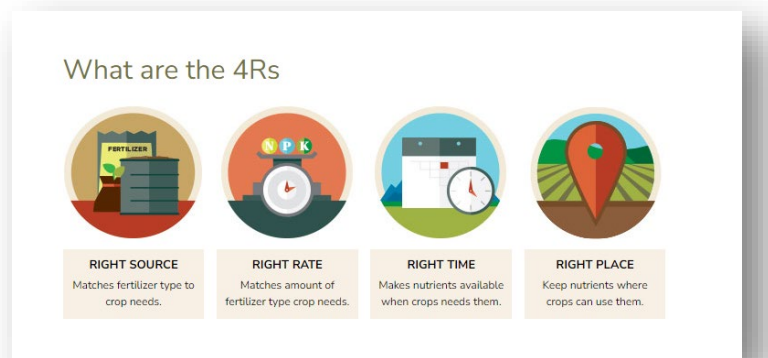 What are the 4Rs
FERTILIZER
N P K
RIGHT SOURCE
Matches fertilizer type to
crop needs.
RIGHT RATE
Matches amount of
fertilizer type crop needs.
RIGHT TIME
Makes nutrients available
when crops needs them.
RIGHT PLACE
Keep nutrients where
crops can use them.